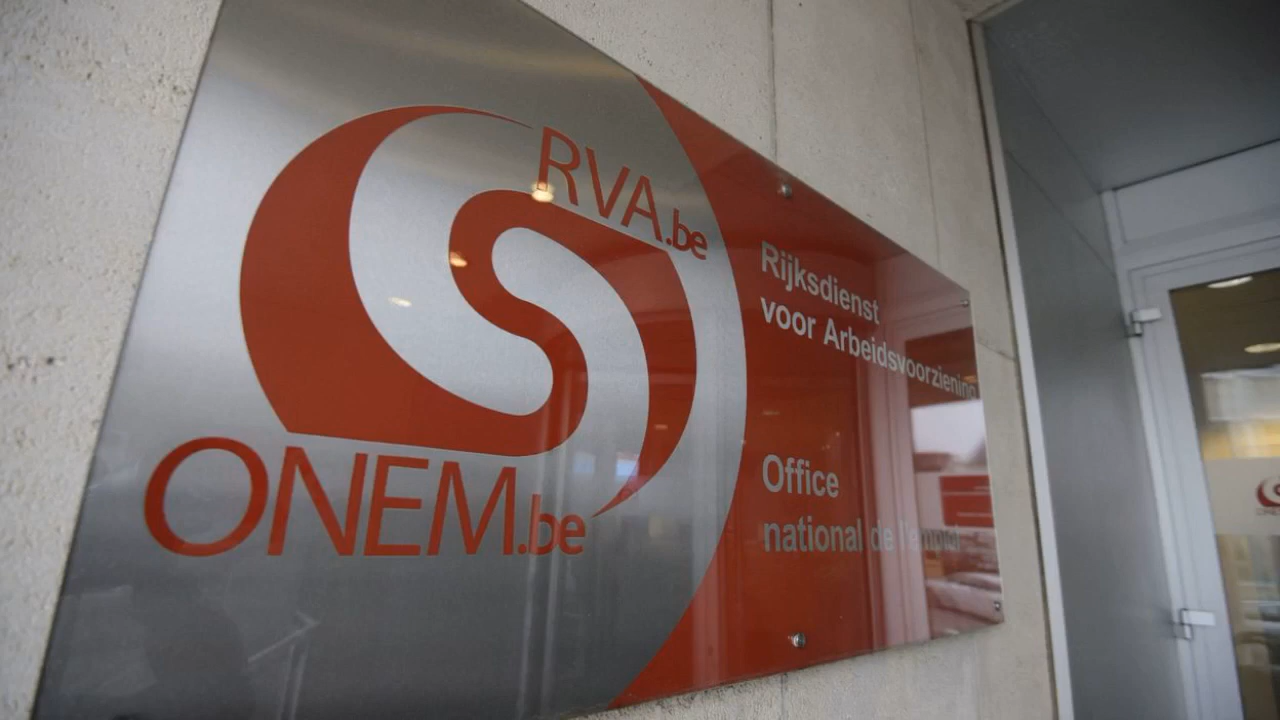 RVA.be
ONEM.be
Rijksdienst
voor Arbeidsvoorziening
Office
national de l'emploi